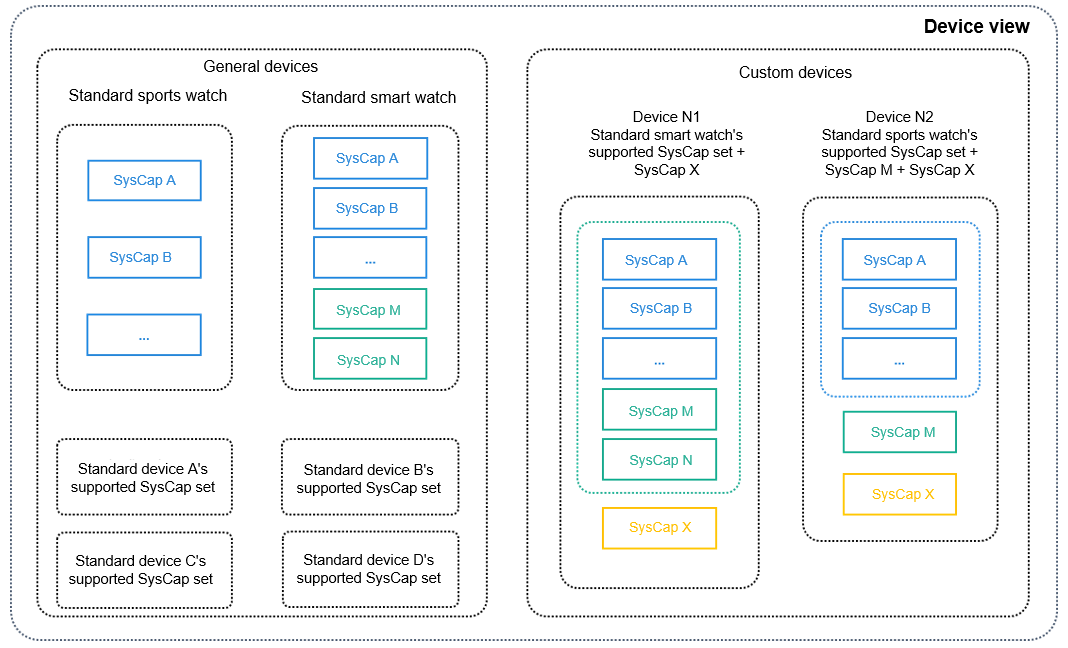 Device view
General devices
Standard sports watch
SysCap A
SysCap B
...
Standard smart watch
SysCap A
SysCap B
...
SysCap M
SysCap N
Standard device A's
supported SysCap set
Standard device B's
supported SysCap set
Standard device C's
supported SysCap set
Standard device D's
supported SysCap set
Custom devices
Device N1
Standard smart watch's
supported SysCap set +
SysCap X
SysCap A
SysCap B
...
SysCap M
SysCap N
SysCap X
Device N2
Standard sports watch's
supported SysCap set +
SysCap M + SysCap X
SysCap A
SysCap B
...
SysCap M
SysCap X